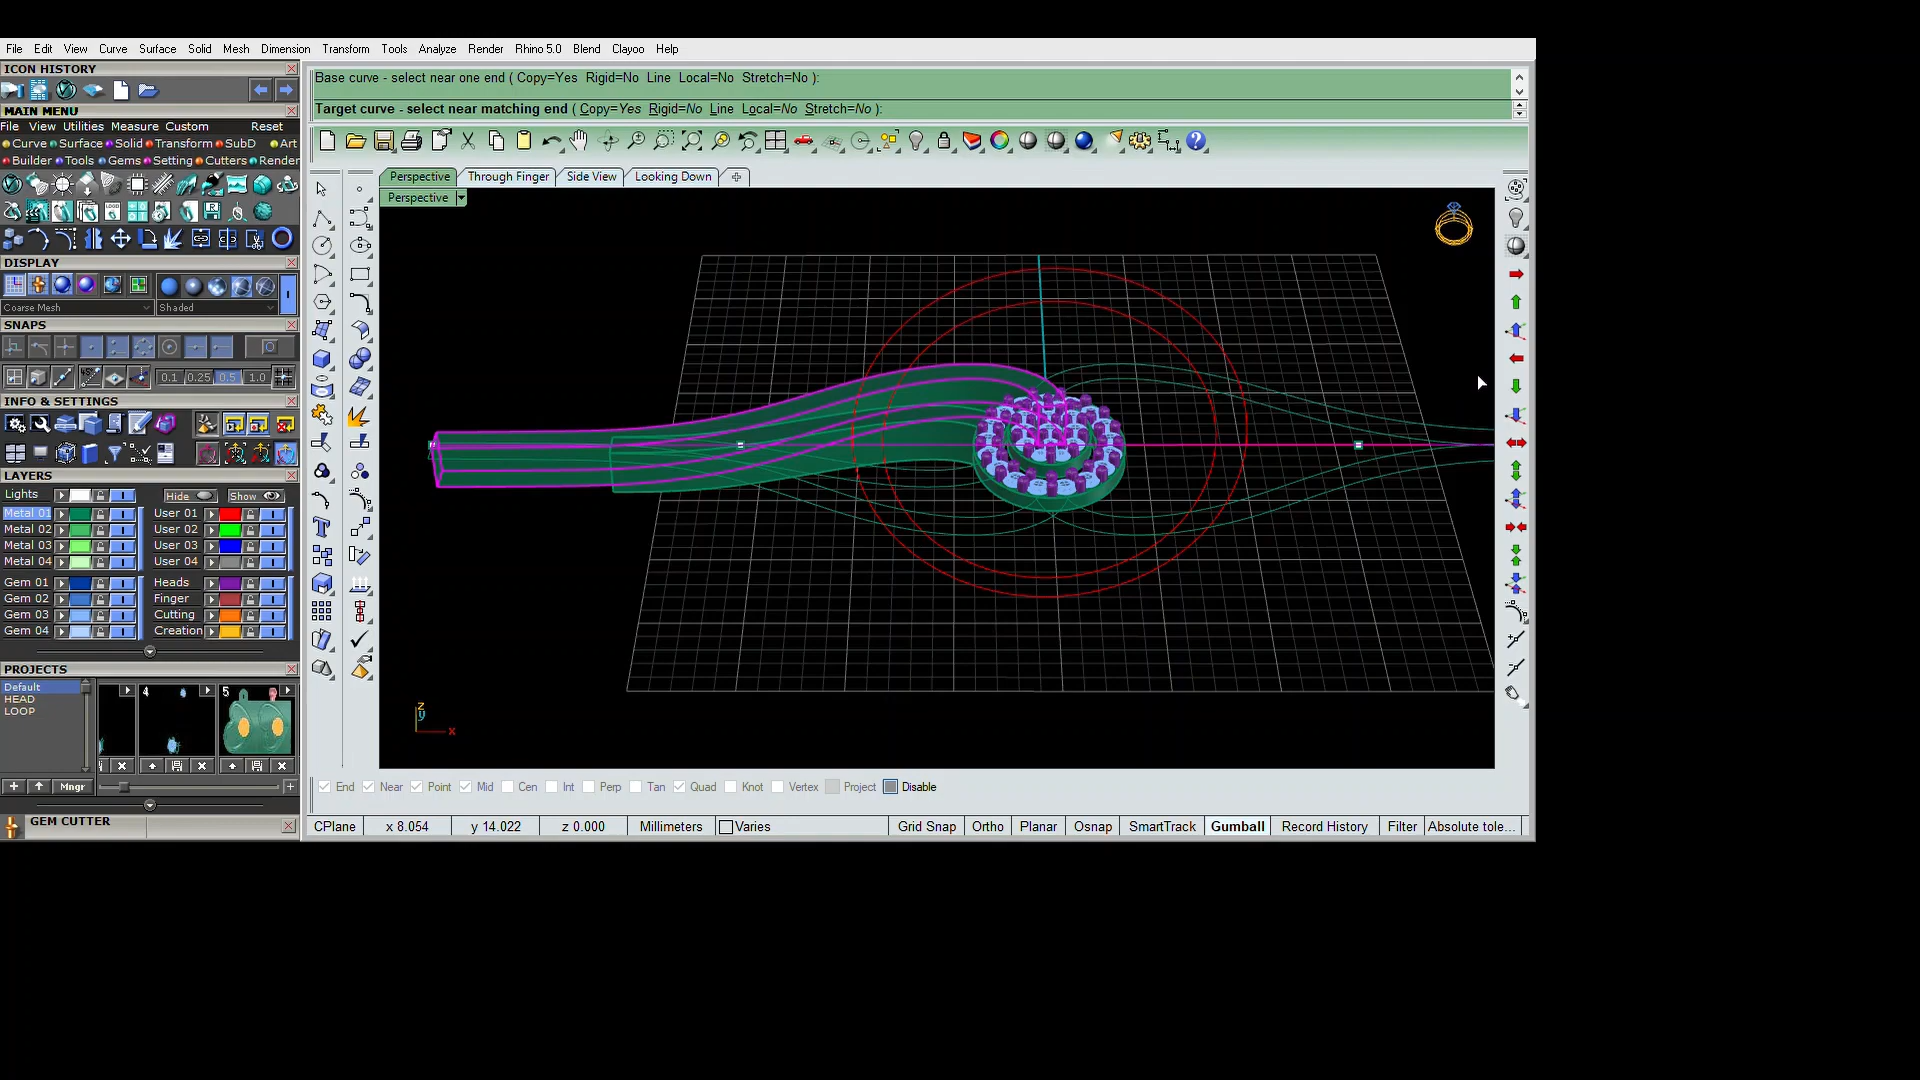 File Edit View Curve Surface Solid Mesh Dimension Transform Tools Analyze Render Rhino 5.0 Blend Clayoo Help
ICON HISTORY
Base curve - select near one end ( Copy=Yes Rigid=No Line Local=No Stretch=No ):
Target curve - select near matching end ( Copy=Yes Rigid=No Line Local=No Stretch=No ):
MAIN MENU
File View Utilities Measure Custom Reset
Curve Surface Solid Transform SubD Art
Builder Tools Gems Setting Cutters Render
Perspective Through Finger Side View Looking Down
Perspective
DISPLAY
Coarse Mesh Shaded
SNAPS
0.1 0.25 0.5 1.0
INFO & SETTINGS
LAYERS
Lights Hide Show
Metal 01 User 01
Metal 02 User 02
Metal 03 User 03
Metal 04 User 04
Gem 01 Heads
Gem 02 Finger
Gem 03 Cutting
Gem 04 Creation
PROJECTS
Default
HEAD
LOOP
4 5
Mngr
GEM CUTTER
z
y
x
End Near Point Mid Cen Int Perp Tan Quad Knot Vertex Project Disable
CPlane x 8.054 y 14.022 z 0.000 Millimeters Varies Grid Snap Ortho Planar Osnap SmartTrack Gumball Record History Filter Absolute tole...